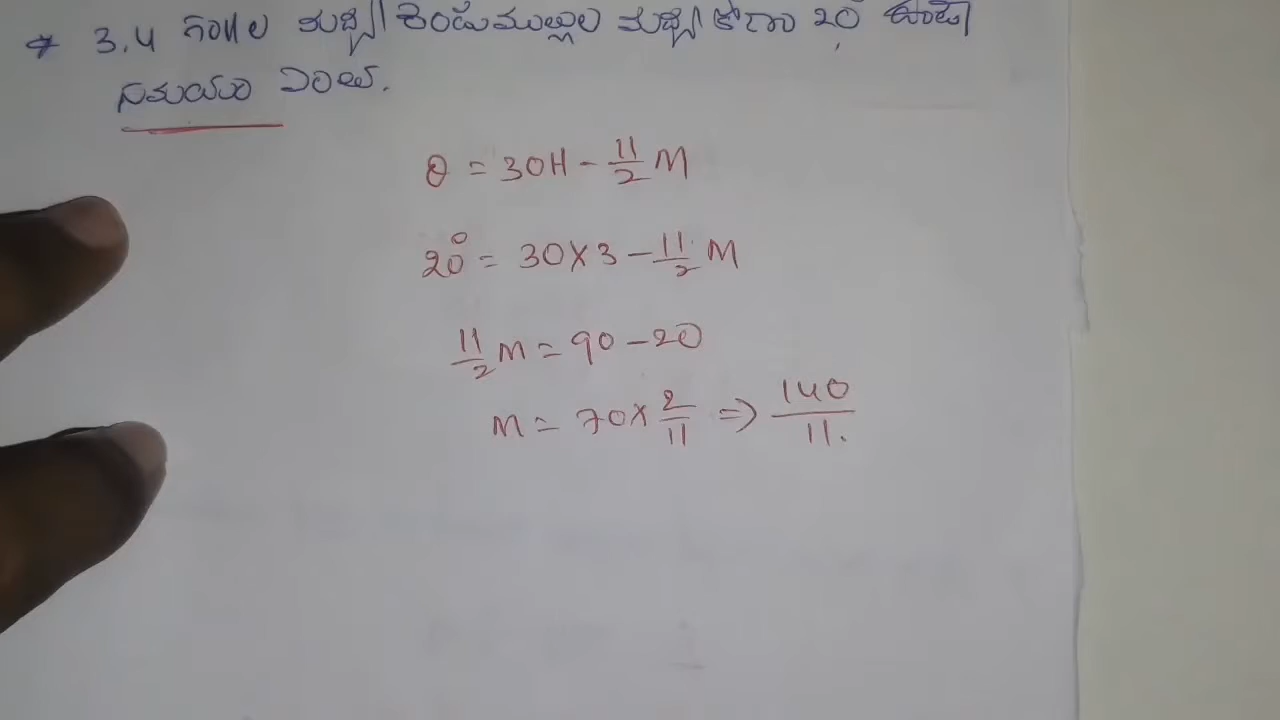 * 3.4 గంటల మధ్య రెండుముల్లుల మధ్య కోణం 20 ఉండే
సమయం ఎంత.
θ = 30H - 11/2 M
20° = 30 × 3 - 11/2 M
11/2 M = 90 - 20
M = 70 × 2/11 ⇒ 140/11.